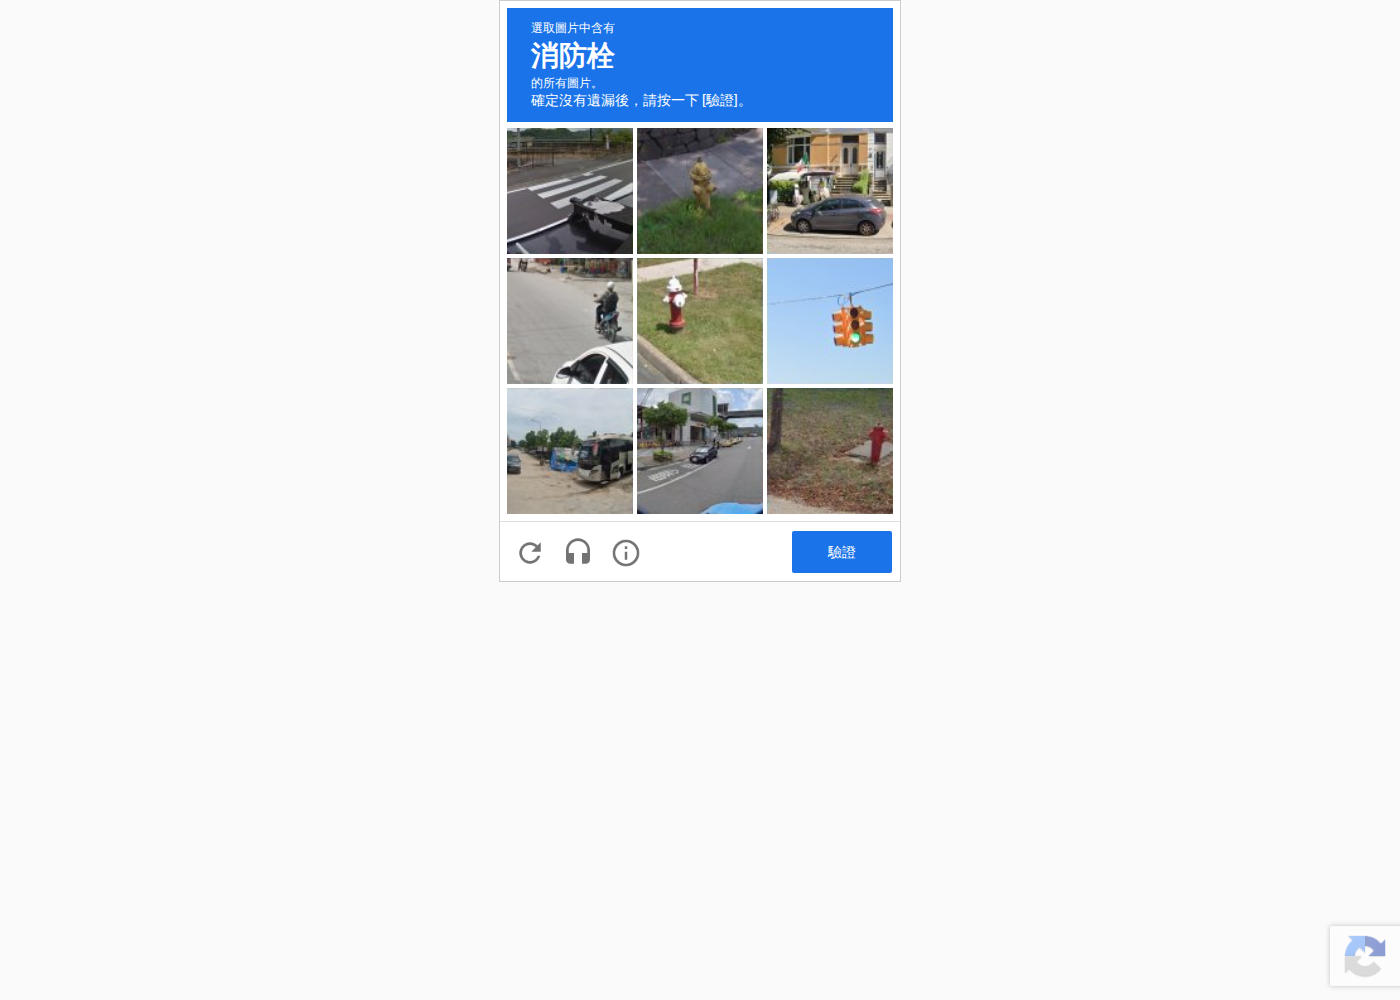 選取圖片中含有
消防栓
的所有圖片。
確定沒有遺漏後，請按一下 [驗證]。
驗證